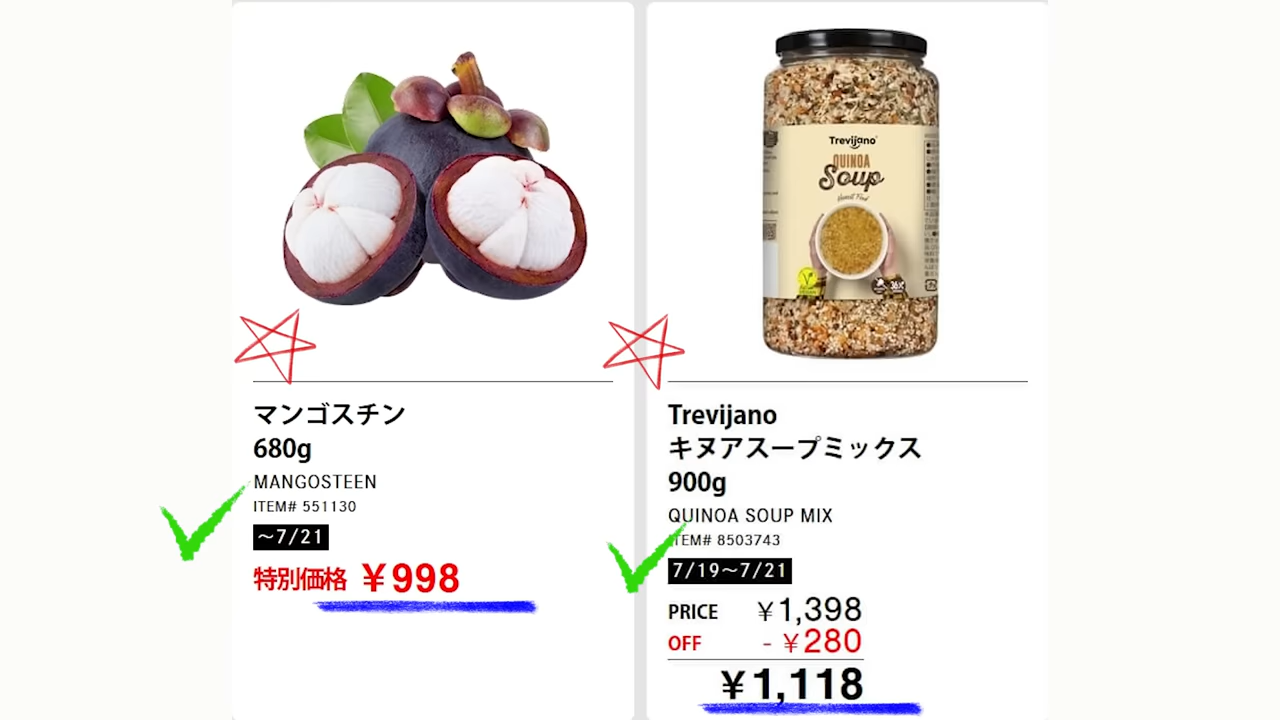 マンゴスチン
680g
MANGOSTEEN
ITEM# 551130
～7/21
特別価格 ￥998
Trevijano
QUINOA
Soup
Trevijano
キヌアスープミックス
900g
QUINOA SOUP MIX
ITEM# 8503743
7/19～7/21
PRICE ￥1,398
OFF - ￥280
￥1,118